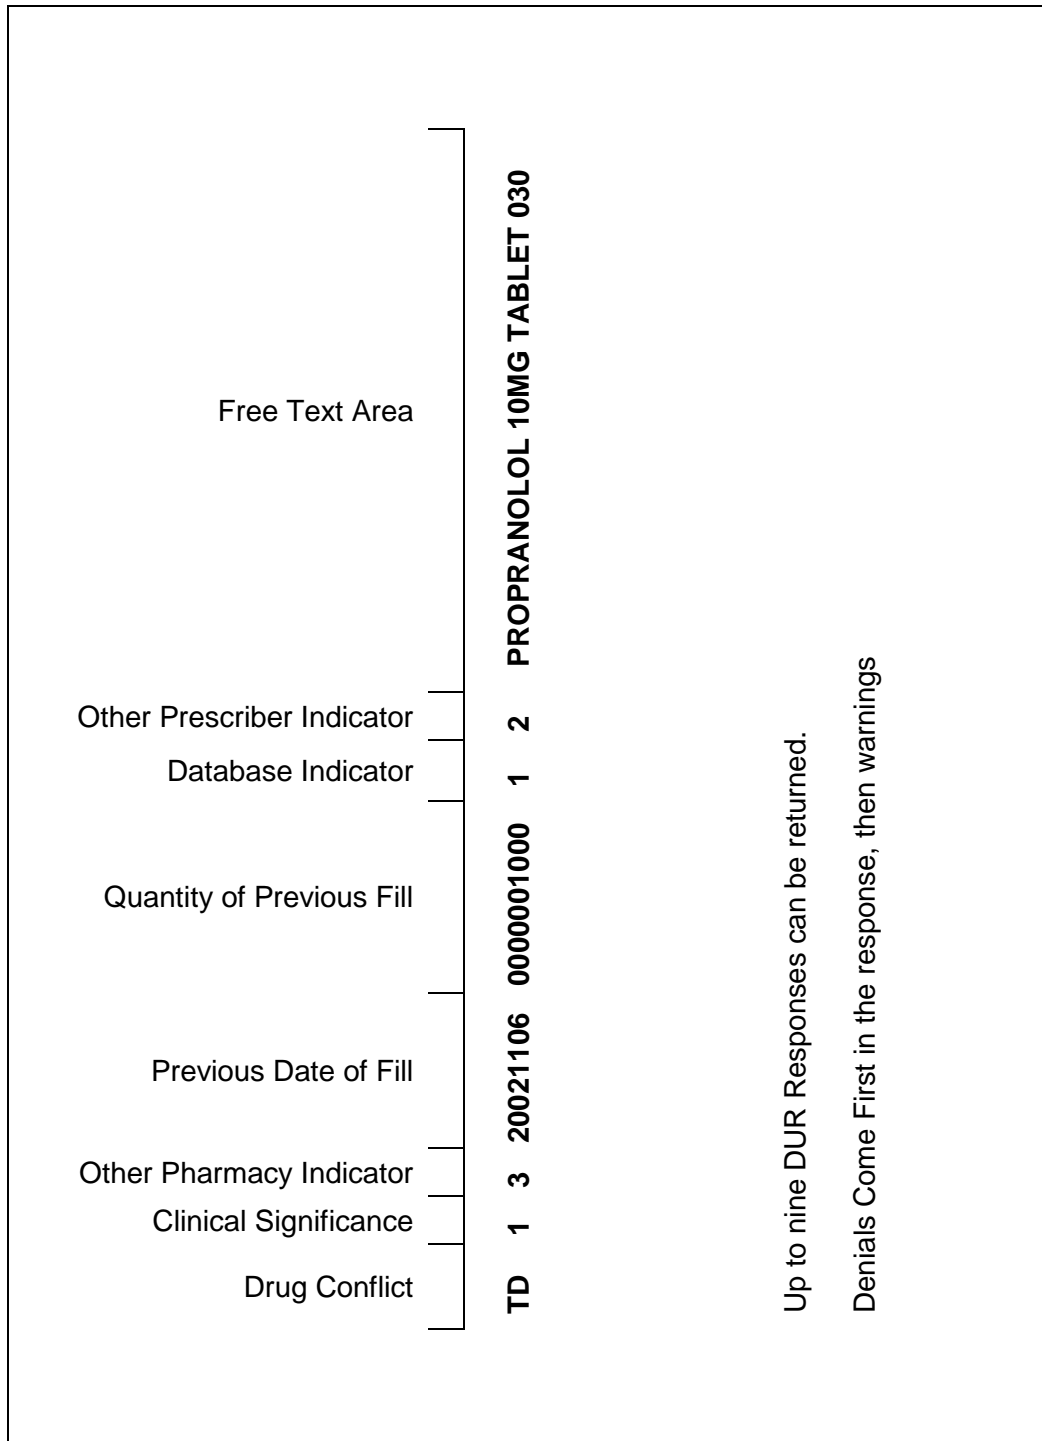 Free Text Area
Other Prescriber Indicator
Database Indicator
Quantity of Previous Fill
Previous Date of Fill
Other Pharmacy Indicator
Clinical Significance
Drug Conflict
TD 1 3 20021106 0000001000 1 2 PROPRANOLOL 10MG TABLET 030
Up to nine DUR Responses can be returned.
Denials Come First in the response, then warnings